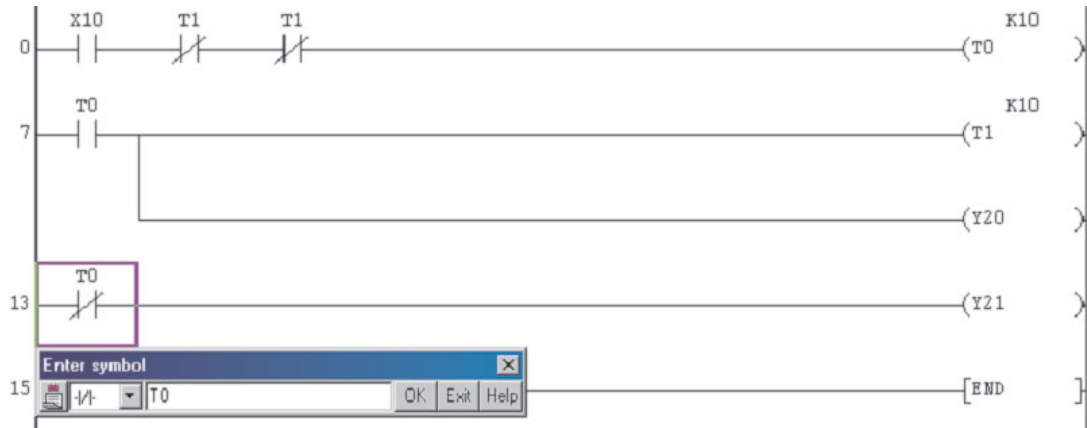 X10 T1 T1 K10
0 (T0 )
T0 K10
7 (T1 )
(Y20 )
T0
13 (Y21 )
Enter symbol
15 T0 OK Exit Help [END ]